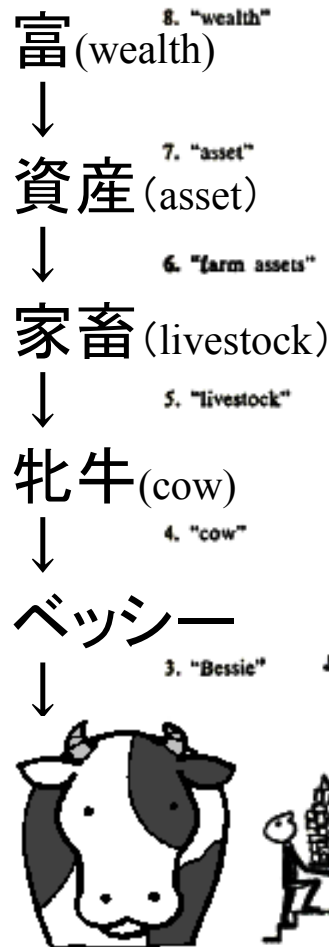 8. "wealth"
富(wealth)
↓
7. "asset"
資産(asset)
↓
6. "farm assets"
家畜(livestock)
↓
5. "livestock"
牝牛(cow)
↓
4. "cow"
ベッシー
↓
3. "Bessie"